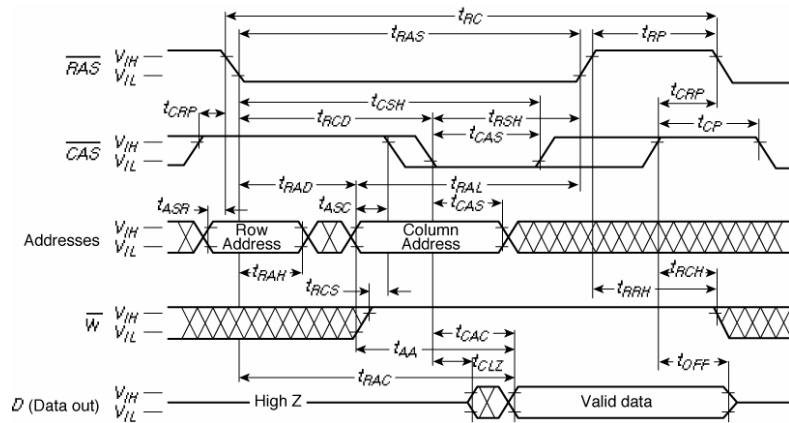 tRC
tRAS tRP
RAS VIH
VIL
tCRP tCSH tCRP
tRCD tRSH tCP
CAS VIH tCAS
VIL
tRAD tRAL
tASR tASC tCAS
Addresses VIH Row Address Column Address
VIL
tRAH tRCH
tRCS tRRH
W VIH
VIL
tCAC
tAA tCLZ tOFF
tRAC
D (Data out) VIH High Z Valid data
VIL